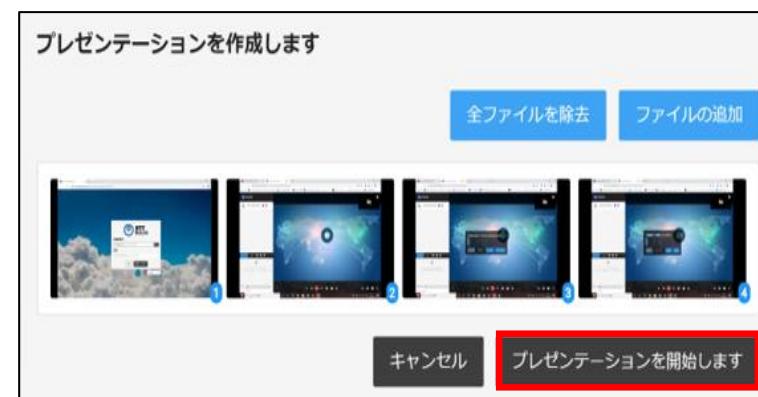 プレゼンテーションを作成します
全ファイルを除去
ファイルの追加
1
2
3
4
キャンセル
プレゼンテーションを開始します